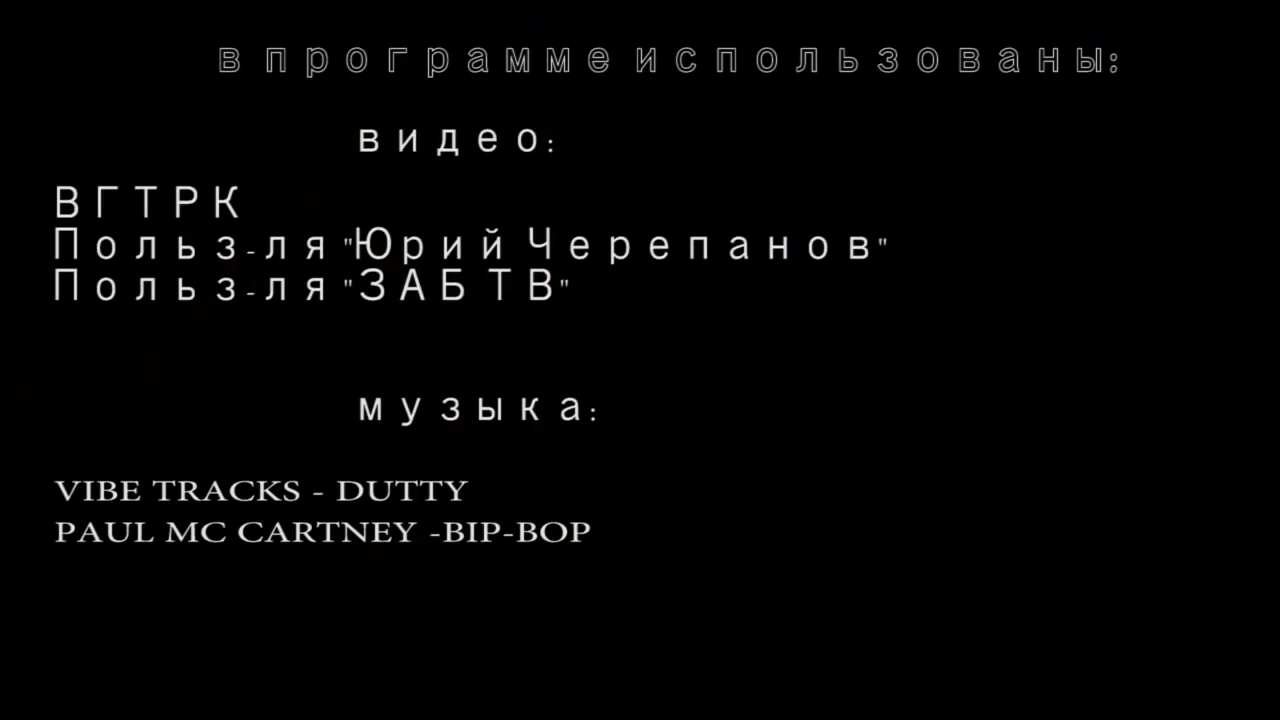 в программе использованы:
видео:
ВГТРК
Польз-ля "Юрий Черепанов"
Польз-ля "ЗАБ ТВ"
музыка:
VIBE TRACKS - DUTTY
PAUL MC CARTNEY -BIP-BOP